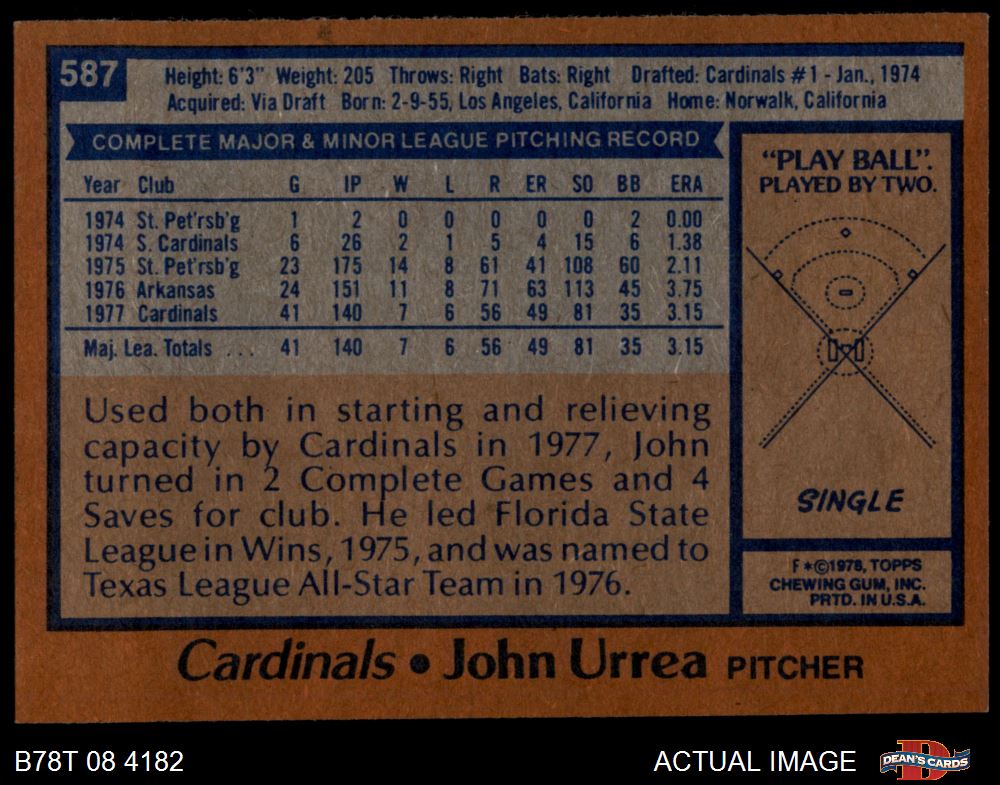 587
Height: 6'3" Weight: 205 Throws: Right Bats: Right Drafted: Cardinals #1 - Jan., 1974
Acquired: Via Draft Born: 2-9-55, Los Angeles, California Home: Norwalk, California
COMPLETE MAJOR & MINOR LEAGUE PITCHING RECORD
Year Club G IP W L R ER SO BB ERA
1974 St. Pet'rsb'g 1 2 0 0 0 0 0 2 0.00
1974 S. Cardinals 6 26 2 1 5 4 15 6 1.38
1975 St. Pet'rsb'g 23 175 14 8 61 41 108 60 2.11
1976 Arkansas 24 151 11 8 71 63 113 45 3.75
1977 Cardinals 41 140 7 6 56 49 81 35 3.15
Maj. Lea. Totals ... 41 140 7 6 56 49 81 35 3.15
Used both in starting and relieving
capacity by Cardinals in 1977, John
turned in 2 Complete Games and 4
Saves for club. He led Florida State
League in Wins, 1975, and was named to
Texas League All-Star Team in 1976.
"PLAY BALL".
PLAYED BY TWO.
SINGLE
F*©1978, TOPPS
CHEWING GUM, INC.
PRTD. IN U.S.A.
Cardinals • John Urrea PITCHER
B78T 08 4182
ACTUAL IMAGE
D
DEAN'S CARDS